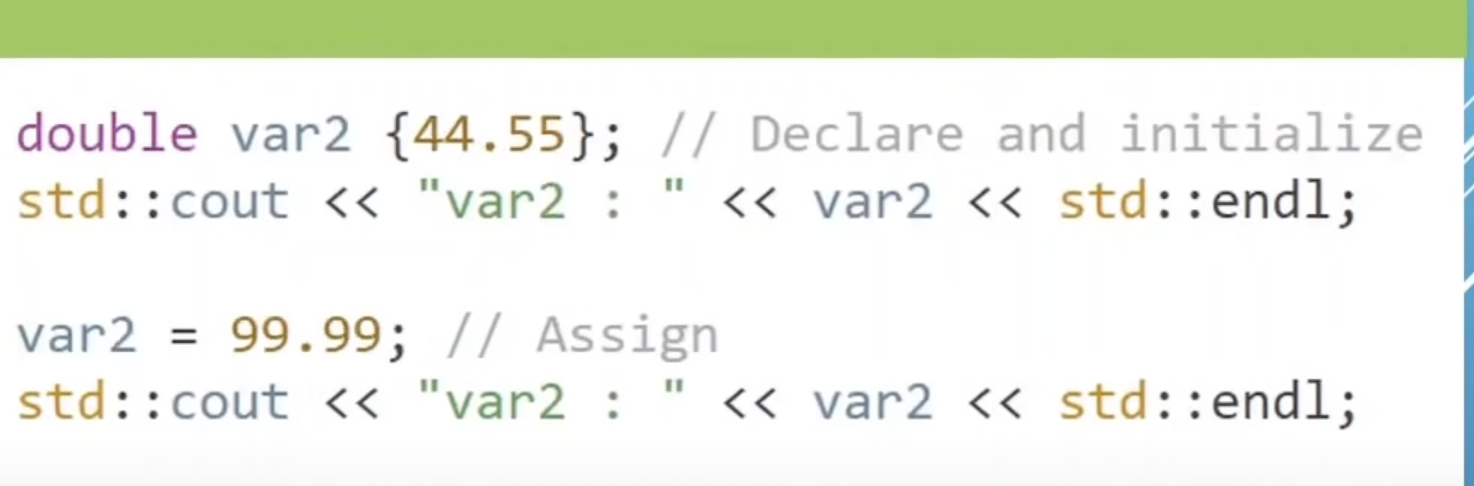 double var2 {44.55}; // Declare and initialize
std::cout << "var2 : " << var2 << std::endl;
var2 = 99.99; // Assign
std::cout << "var2 : " << var2 << std::endl;